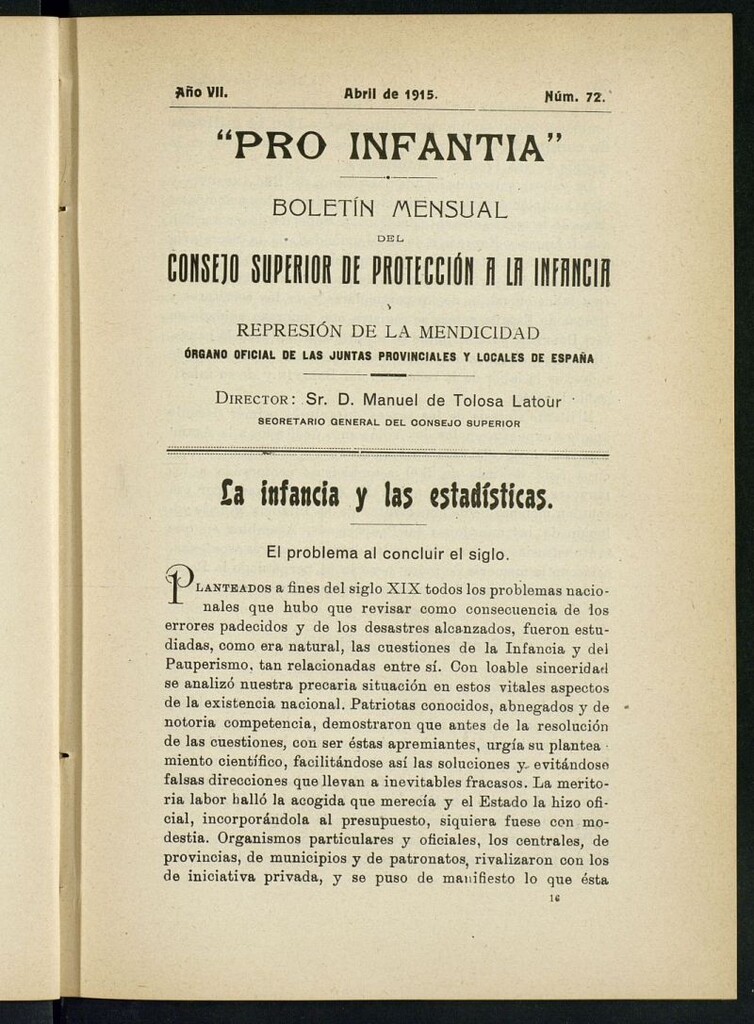 Año VII.
Abril de 1915.
Núm. 72.
“PRO INFANTIA”
BOLETÍN MENSUAL
DEL
CONSEJO SUPERIOR DE PROTECCIÓN A LA INFANCIA
Y
REPRESIÓN DE LA MENDICIDAD
ÓRGANO OFICIAL DE LAS JUNTAS PROVINCIALES Y LOCALES DE ESPAÑA
DIRECTOR: Sr. D. Manuel de Tolosa Latour
SECRETARIO GENERAL DEL CONSEJO SUPERIOR
La infancia y las estadísticas.
El problema al concluir el siglo.
PLANTEADOS a fines del siglo XIX todos los problemas nacio-
nales que hubo que revisar como consecuencia de los
errores padecidos y de los desastres alcanzados, fueron estu-
diadas, como era natural, las cuestiones de la Infancia y del
Pauperismo, tan relacionadas entre sí. Con loable sinceridad
se analizó nuestra precaria situación en estos vitales aspectos
de la existencia nacional. Patriotas conocidos, abnegados y de
notoria competencia, demostraron que antes de la resolución
de las cuestiones, con ser éstas apremiantes, urgía su plantea-
miento científico, facilitándose así las soluciones y evitándose
falsas direcciones que llevan a inevitables fracasos. La merito-
ria labor halló la acogida que merecía y el Estado la hizo ofi-
cial, incorporándola al presupuesto, siquiera fuese con mo-
destia. Organismos particulares y oficiales, los centrales, de
provincias, de municipios y de patronatos, rivalizaron con los
de iniciativa privada, y se puso de manifiesto lo que ésta
16